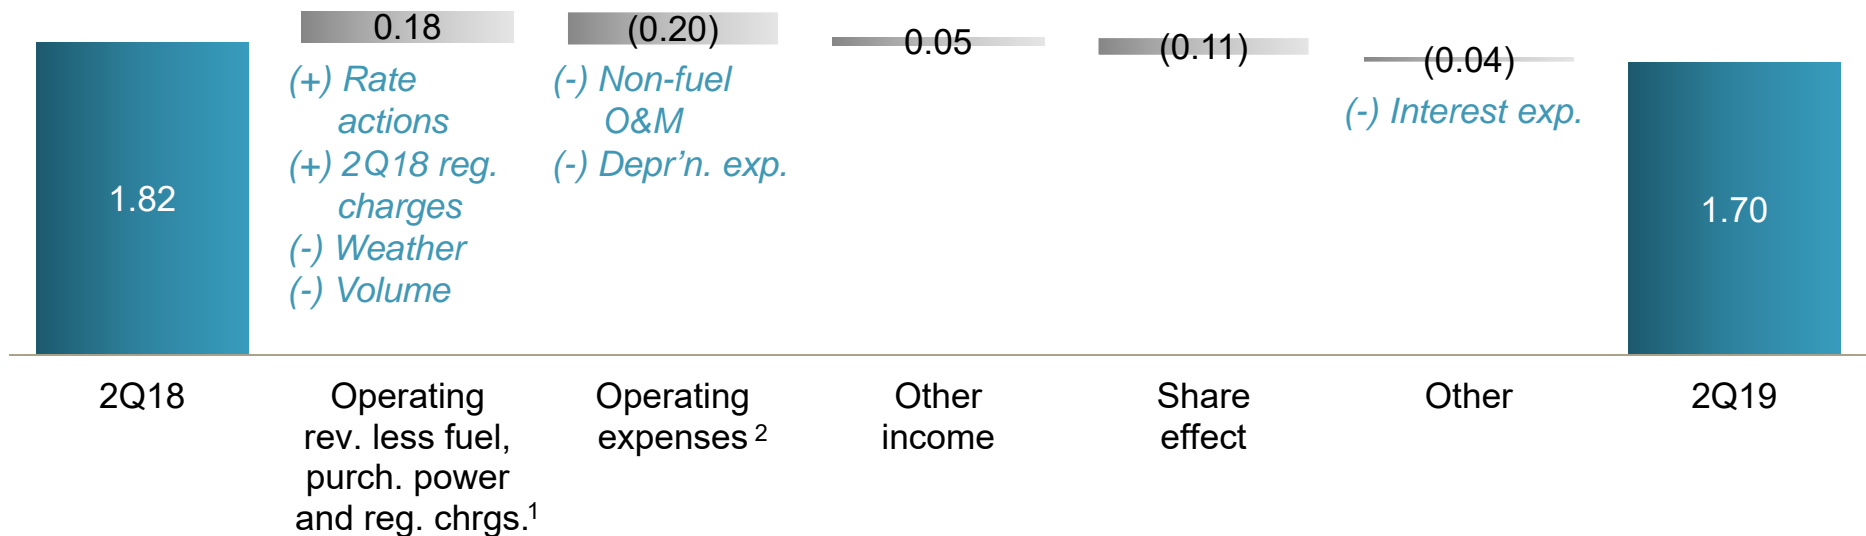 0.18
(0.20)
0.05
(0.11)
(0.04)
(+) Rate
actions
(+) 2Q18 reg.
charges
(-) Weather
(-) Volume
(-) Non-fuel
O&M
(-) Depr’n. exp.
(-) Interest exp.
1.82
1.70
2Q18
Operating
rev. less fuel,
purch. power
and reg. chrgs.1
Operating
expenses 2
Other
income
Share
effect
Other
2Q19